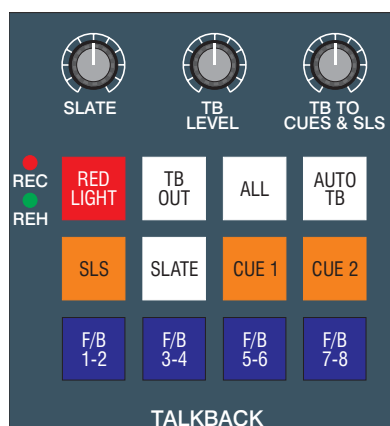 SLATE
TB
LEVEL
TB TO
CUES & SLS
REC
REH
RED
LIGHT
TB
OUT
ALL
AUTO
TB
SLS
SLATE
CUE 1
CUE 2
F/B
1-2
F/B
3-4
F/B
5-6
F/B
7-8
TALKBACK